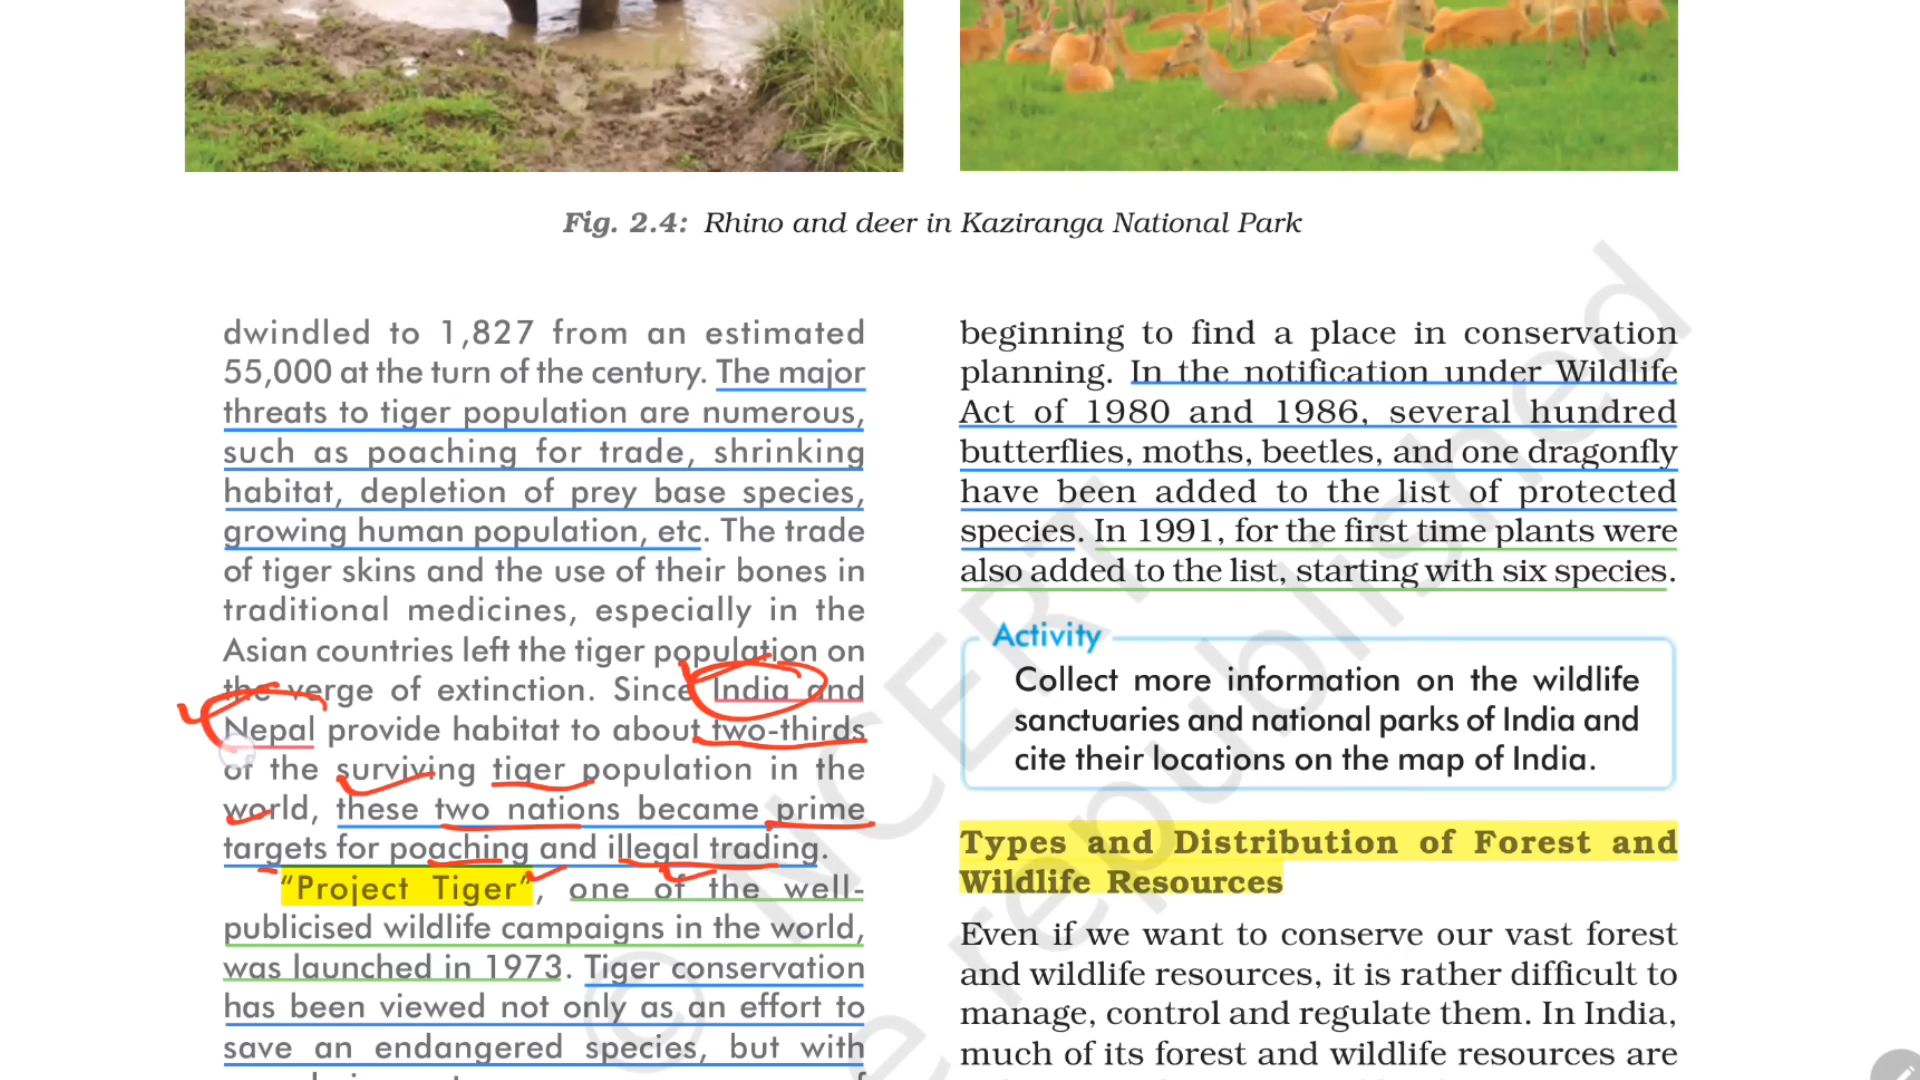 Fig. 2.4: Rhino and deer in Kaziranga National Park
dwindled to 1,827 from an estimated
55,000 at the turn of the century. The major
threats to tiger population are numerous,
such as poaching for trade, shrinking
habitat, depletion of prey base species,
growing human population, etc. The trade
of tiger skins and the use of their bones in
traditional medicines, especially in the
Asian countries left the tiger population on
the verge of extinction. Since India and
Nepal provide habitat to about two-thirds
of the surviving tiger population in the
world, these two nations became prime
targets for poaching and illegal trading.
“Project Tiger”, one of the well-
publicised wildlife campaigns in the world,
was launched in 1973. Tiger conservation
has been viewed not only as an effort to
save an endangered species, but with
beginning to find a place in conservation
planning. In the notification under Wildlife
Act of 1980 and 1986, several hundred
butterflies, moths, beetles, and one dragonfly
have been added to the list of protected
species. In 1991, for the first time plants were
also added to the list, starting with six species.
Activity
Collect more information on the wildlife
sanctuaries and national parks of India and
cite their locations on the map of India.
Types and Distribution of Forest and
Wildlife Resources
Even if we want to conserve our vast forest
and wildlife resources, it is rather difficult to
manage, control and regulate them. In India,
much of its forest and wildlife resources are
© NCERT
republished